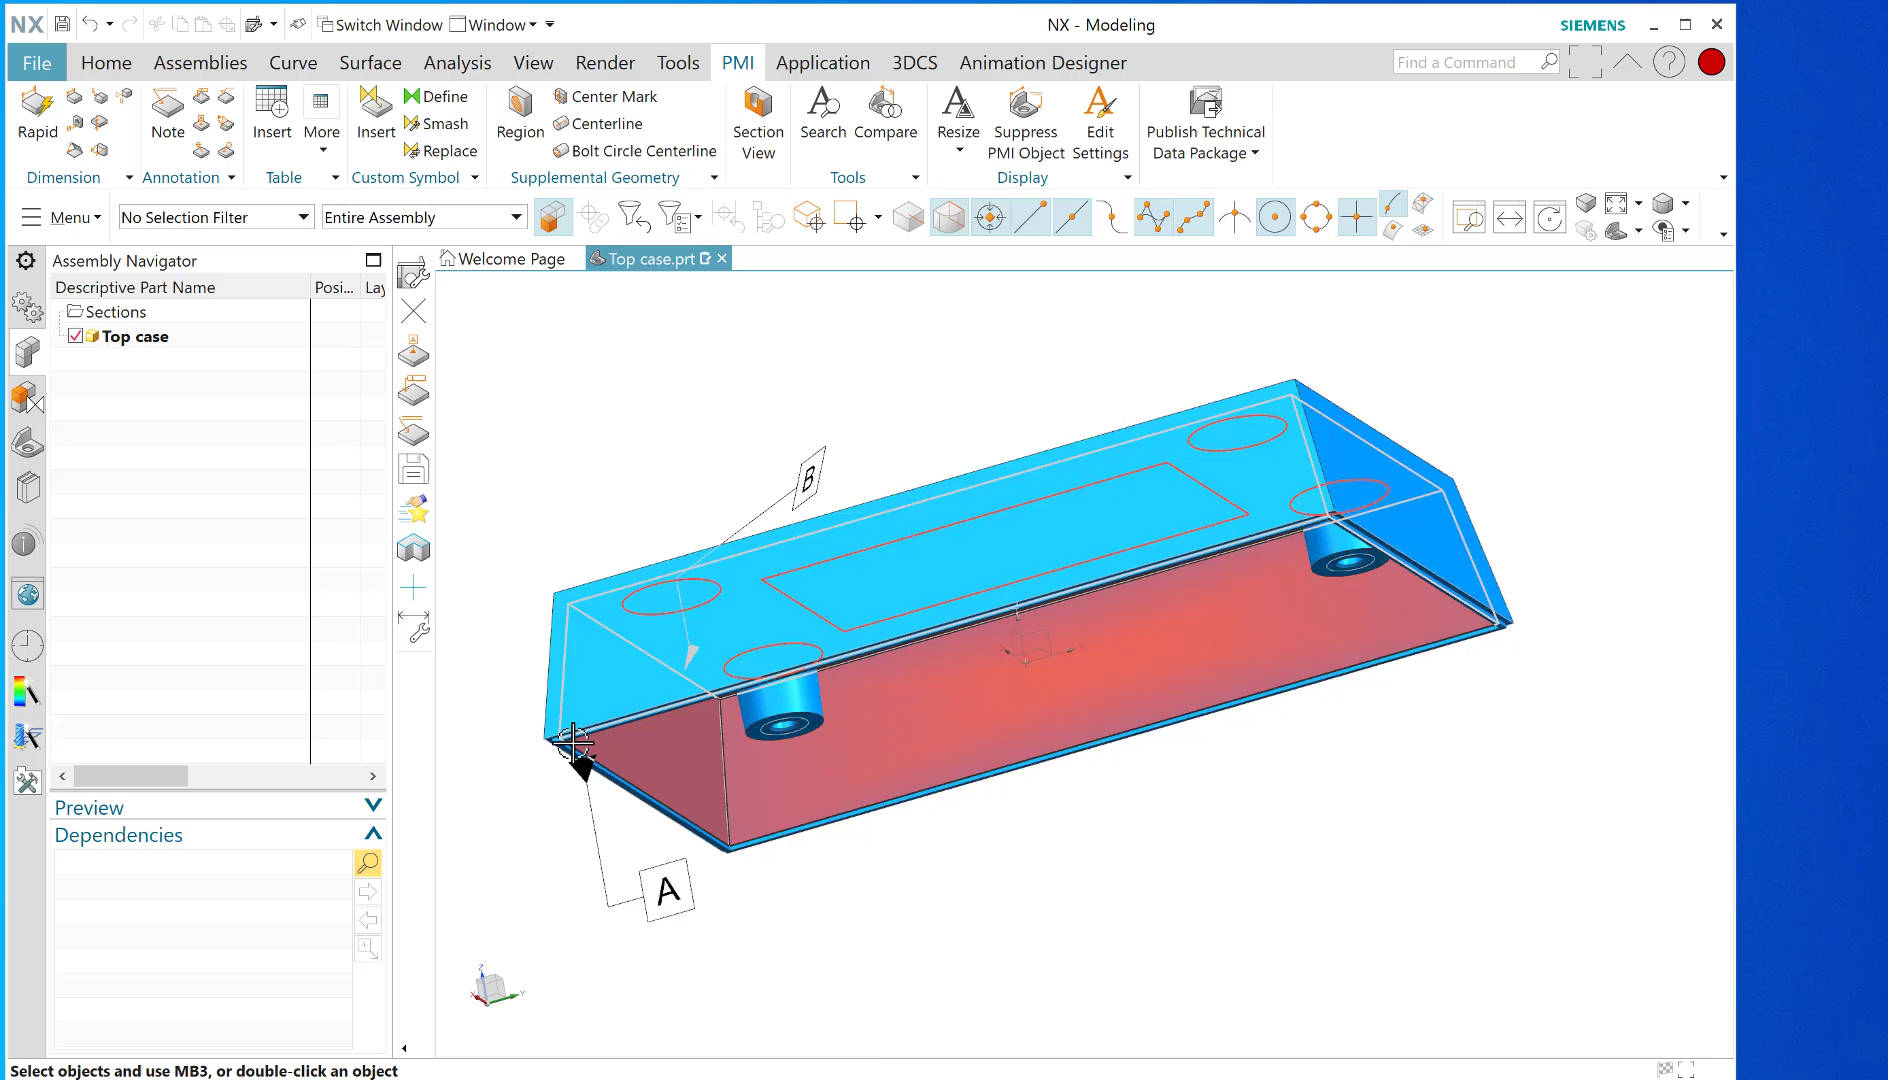 NX Switch Window Window NX - Modeling SIEMENS
File Home Assemblies Curve Surface Analysis View Render Tools PMI Application 3DCS Animation Designer Find a Command
Rapid Note Insert More Insert Define Smash Replace Region Center Mark Centerline Bolt Circle Centerline Section View Search Compare Resize Suppress PMI Object Edit Settings Publish Technical Data Package
Dimension Annotation Table Custom Symbol Supplemental Geometry Tools Display
Menu No Selection Filter Entire Assembly
Assembly Navigator Welcome Page Top case.prt
Descriptive Part Name Posi... Lay
Sections
Top case
B
Preview
Dependencies
A
Z
X Y
Select objects and use MB3, or double-click an object